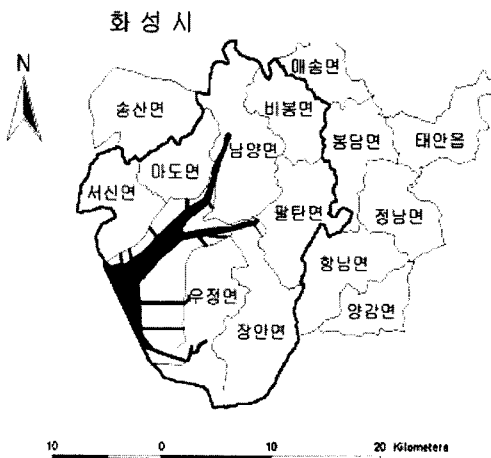 화성시
N
매송면
송산면
비봉면
봉담면
태안읍
남양면
마도면
서신면
팔탄면
정남면
향남면
우정면
양감면
장안면
10 0 10 20 Kilometers